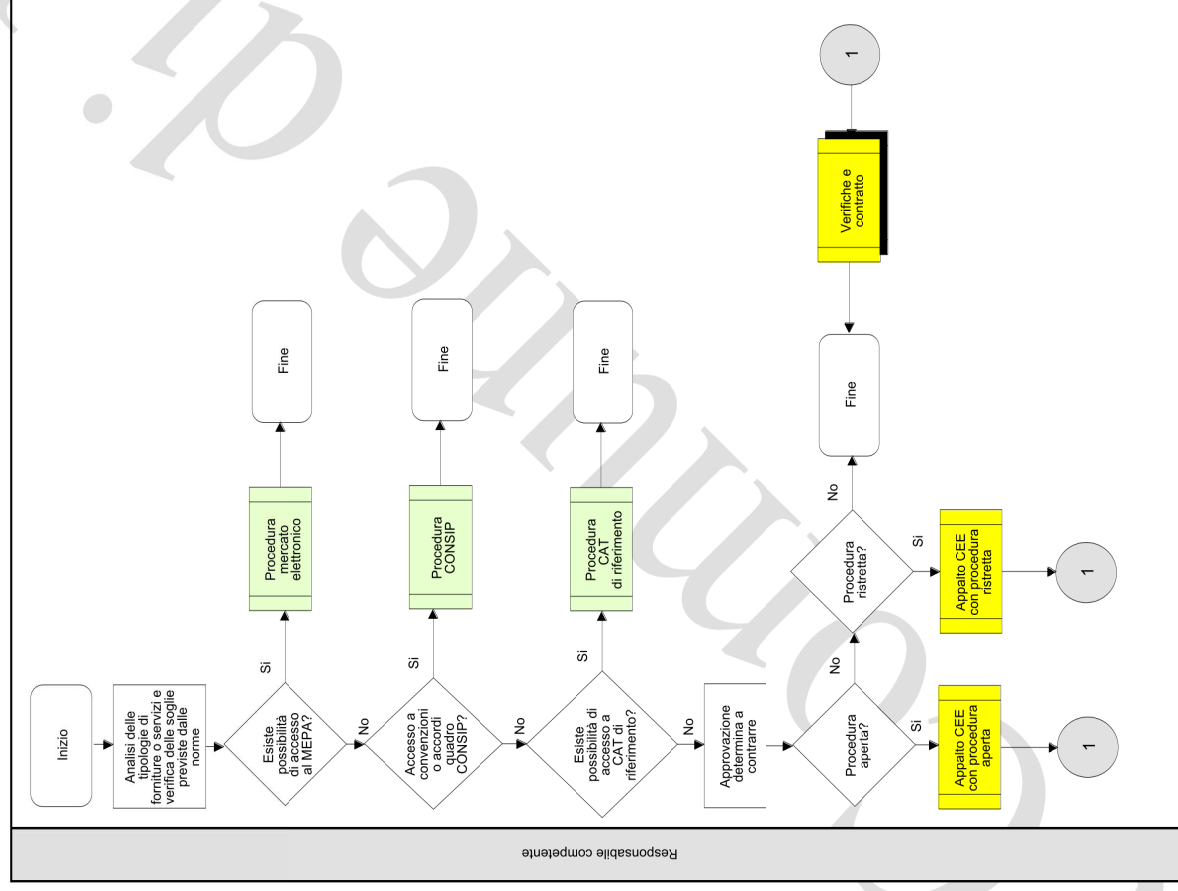 Inizio
Analisi delle
tipologie di
forniture o servizi e
verifica delle soglie
previste dalle
norme
Esiste
possibilità
di accesso
al MEPA?
Si
Procedura
mercato
elettronico
Fine
No
Accesso a
convenzioni
o accordi
quadro
CONSIP?
Si
Procedura
CONSIP
Fine
No
Esiste
possibilità di
accesso a
CAT di
riferimento?
Si
Procedura
CAT
di riferimento
Fine
No
Approvazione
determina a
contrarre
Procedura
aperta?
Si
Appalto CEE
con procedura
aperta
1
No
Procedura
ristretta?
Si
Appalto CEE
con procedura
ristretta
1
No
Fine
Verifiche e
contratto
1
Responsabile competente
Comune di